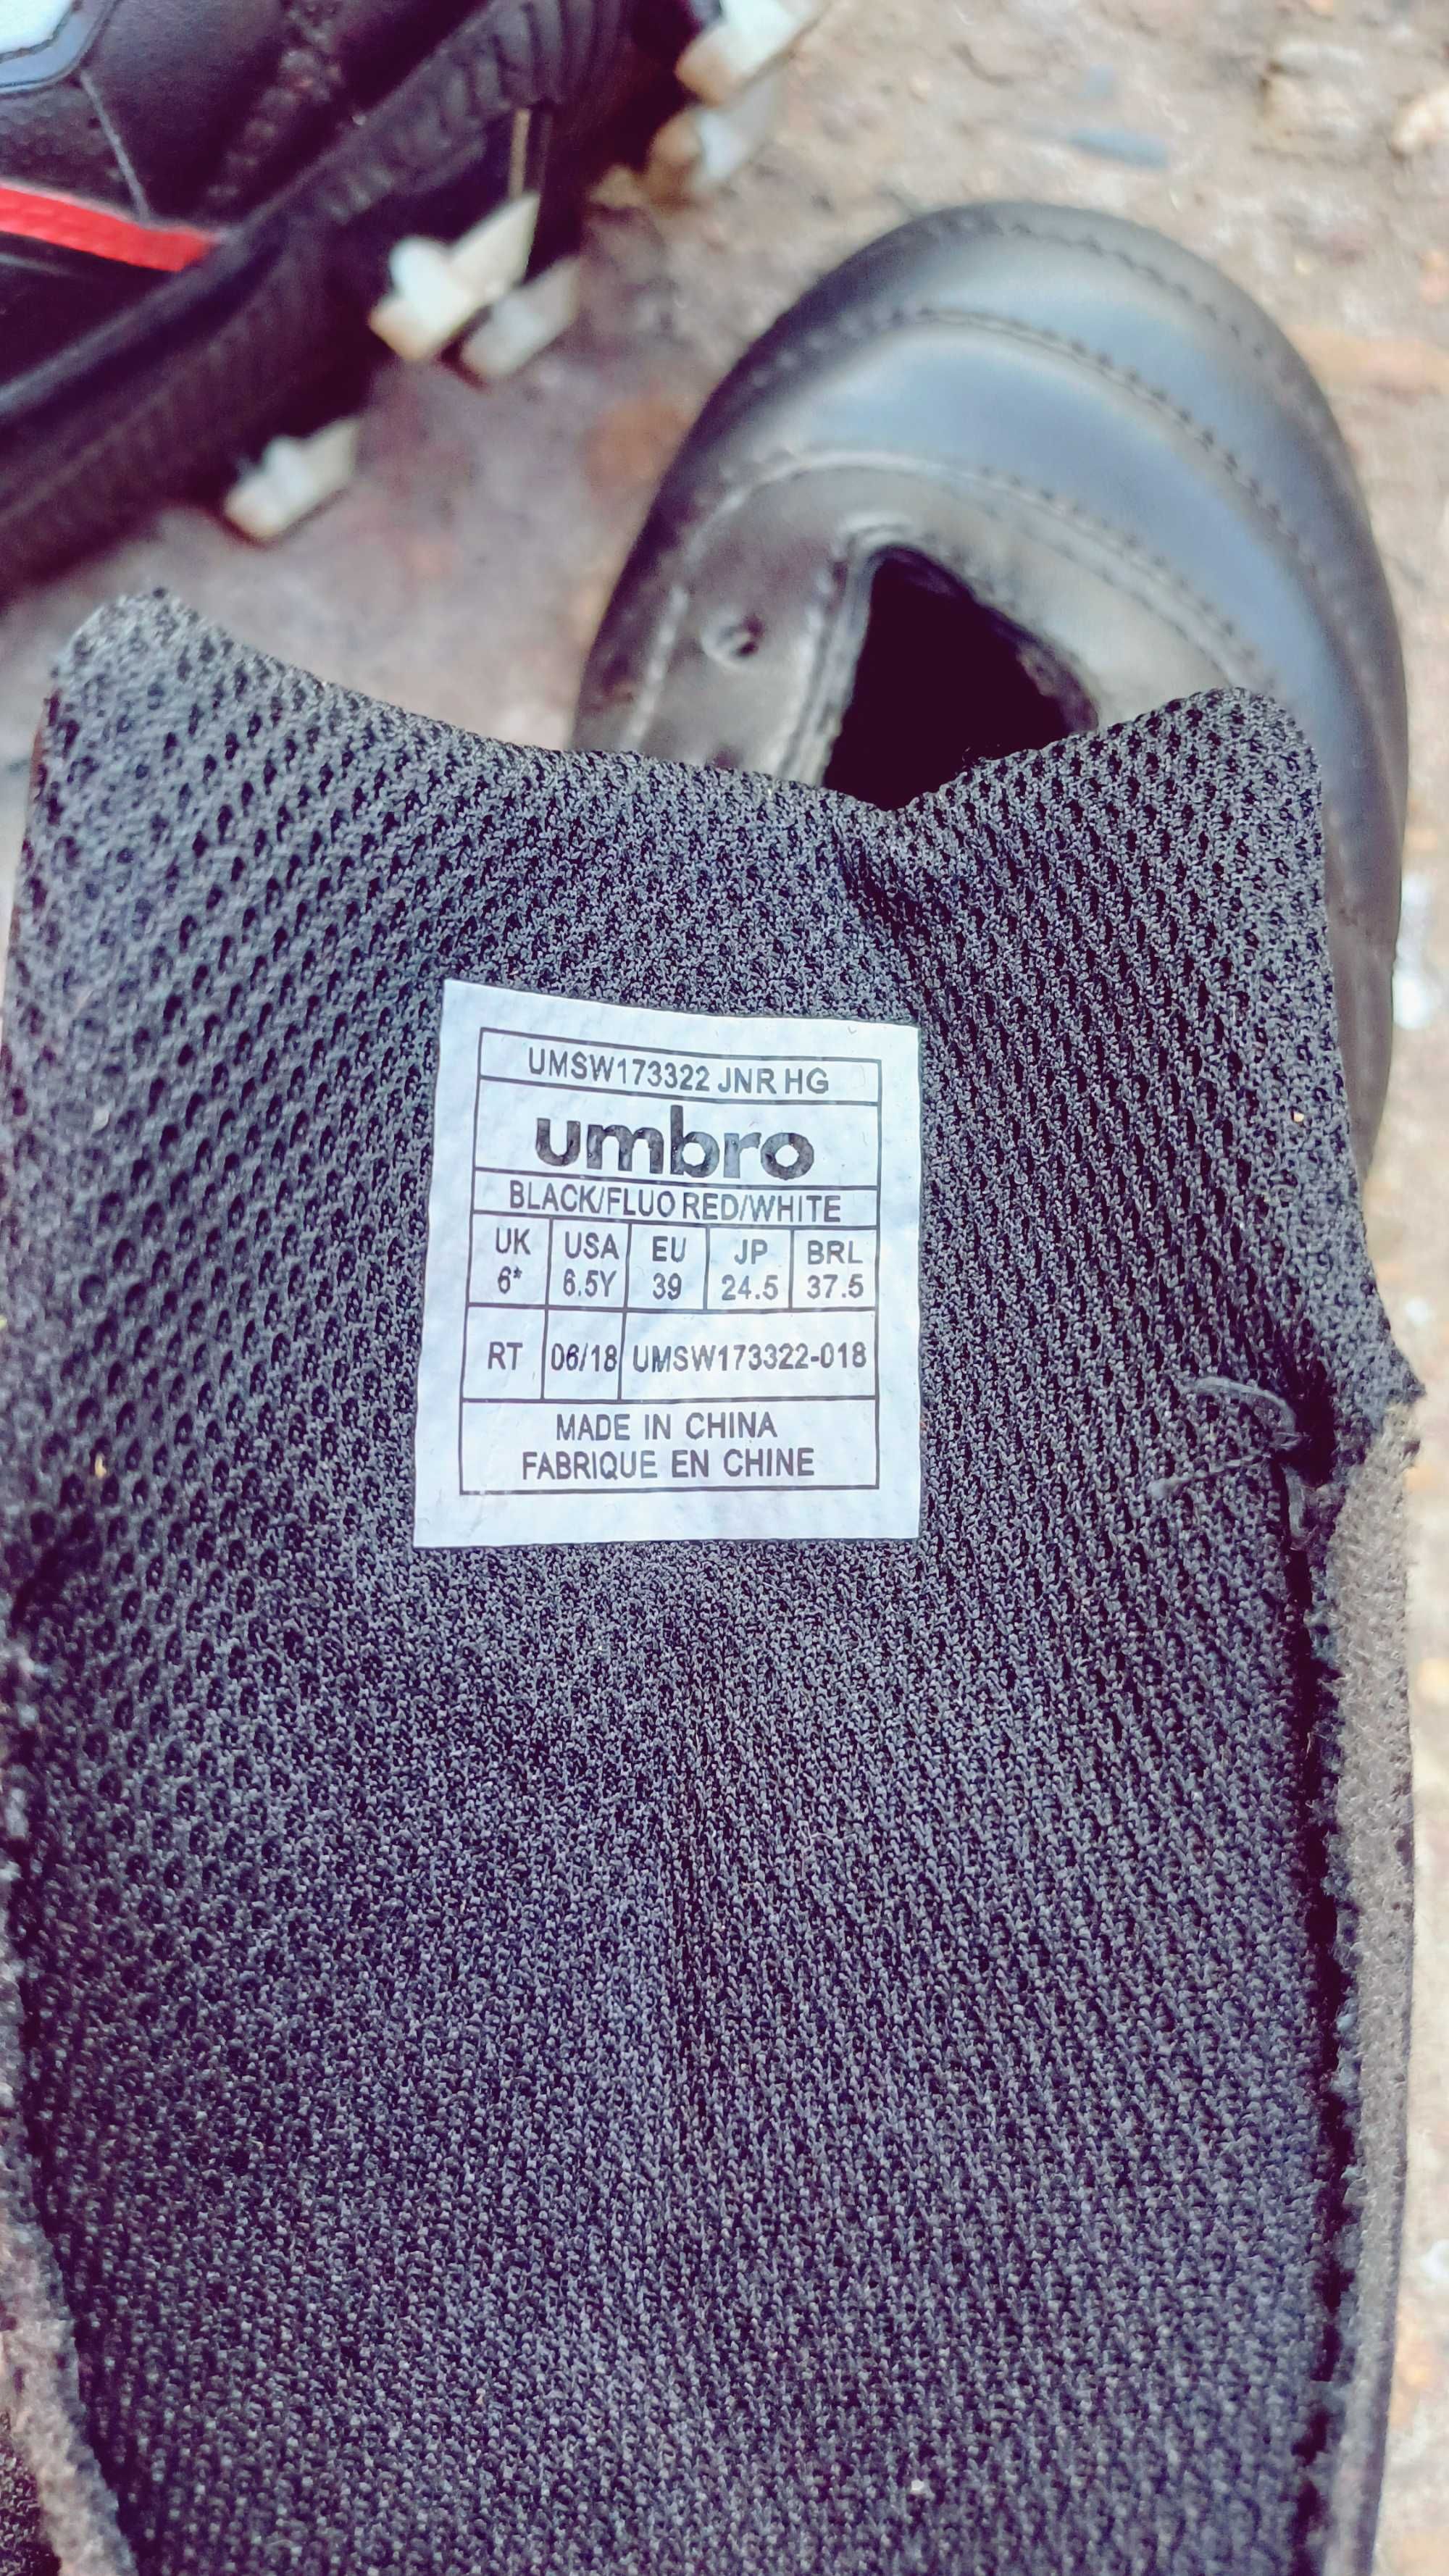 UMSW173322 JNR HG
umbro
BLACK/FLUO RED/WHITE
UK USA EU JP BRL
6* 6.5Y 39 24.5 37.5
RT 06/18 UMSW173322-018
MADE IN CHINA
FABRIQUE EN CHINE